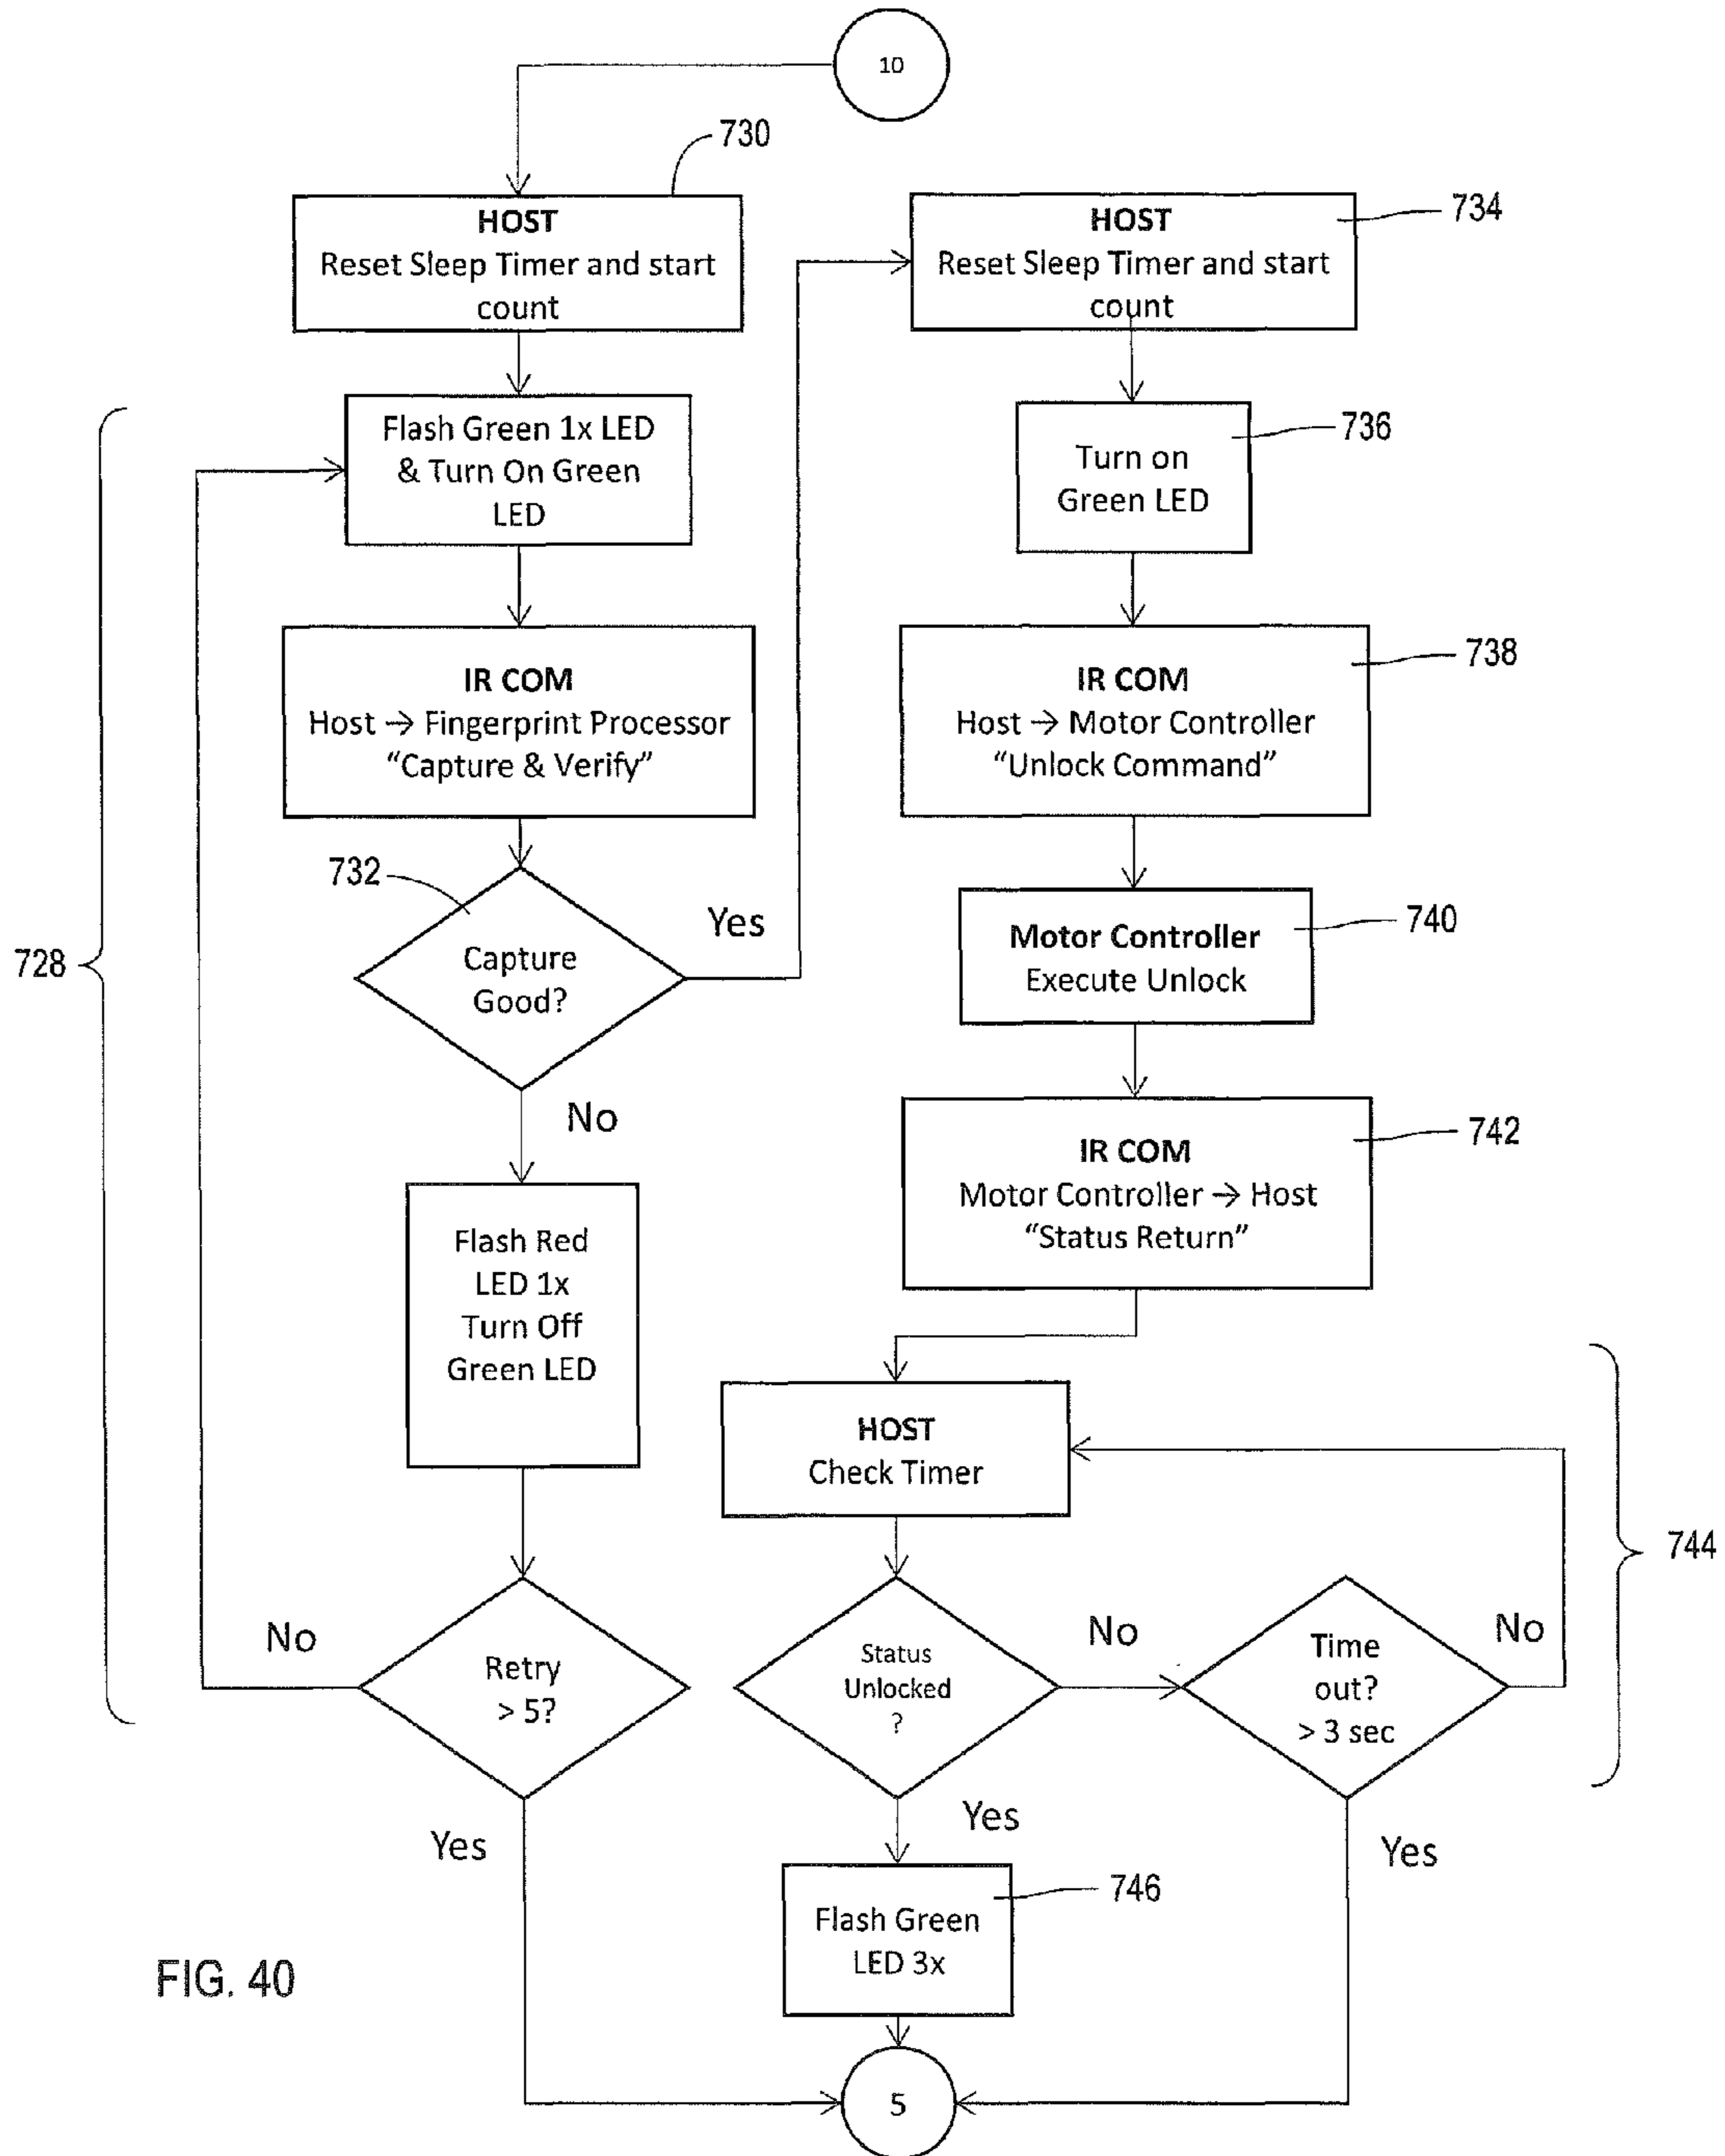 10
730
HOST
Reset Sleep Timer and start
count
734
HOST
Reset Sleep Timer and start
count
728
Flash Green 1x LED
& Turn On Green
LED
736
Turn on
Green LED
IR COM
Host → Fingerprint Processor
“Capture & Verify”
738
IR COM
Host → Motor Controller
“Unlock Command”
732
Capture
Good?
Yes
No
740
Motor Controller
Execute Unlock
742
IR COM
Motor Controller → Host
“Status Return”
Flash Red
LED 1x
Turn Off
Green LED
HOST
Check Timer
744
Retry
> 5?
No
Yes
Status
Unlocked
?
No
Yes
Time
out?
> 3 sec
No
Yes
746
Flash Green
LED 3x
5
FIG. 40